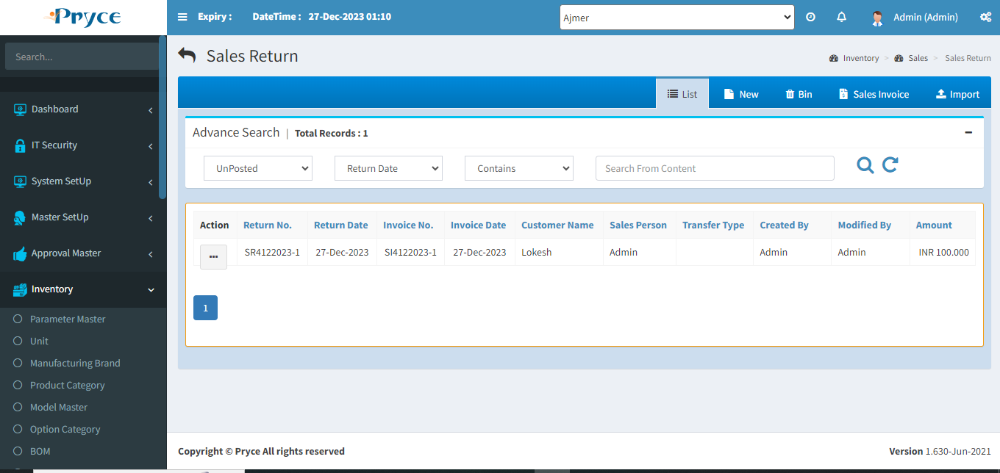 Pryce
Expiry : DateTime : 27-Dec-2023 01:10 Ajmer Admin (Admin)
Search...
Dashboard
IT Security
System SetUp
Master SetUp
Approval Master
Inventory
Parameter Master
Unit
Manufacturing Brand
Product Category
Model Master
Option Category
BOM
Sales Return
Inventory > Sales > Sales Return
List New Bin Sales Invoice Import
Advance Search | Total Records : 1
UnPosted Return Date Contains Search From Content
Action Return No. Return Date Invoice No. Invoice Date Customer Name Sales Person Transfer Type Created By Modified By Amount
SR4122023-1 27-Dec-2023 SI4122023-1 27-Dec-2023 Lokesh Admin Admin Admin INR 100.000
1
Copyright © Pryce All rights reserved
Version 1.630-Jun-2021